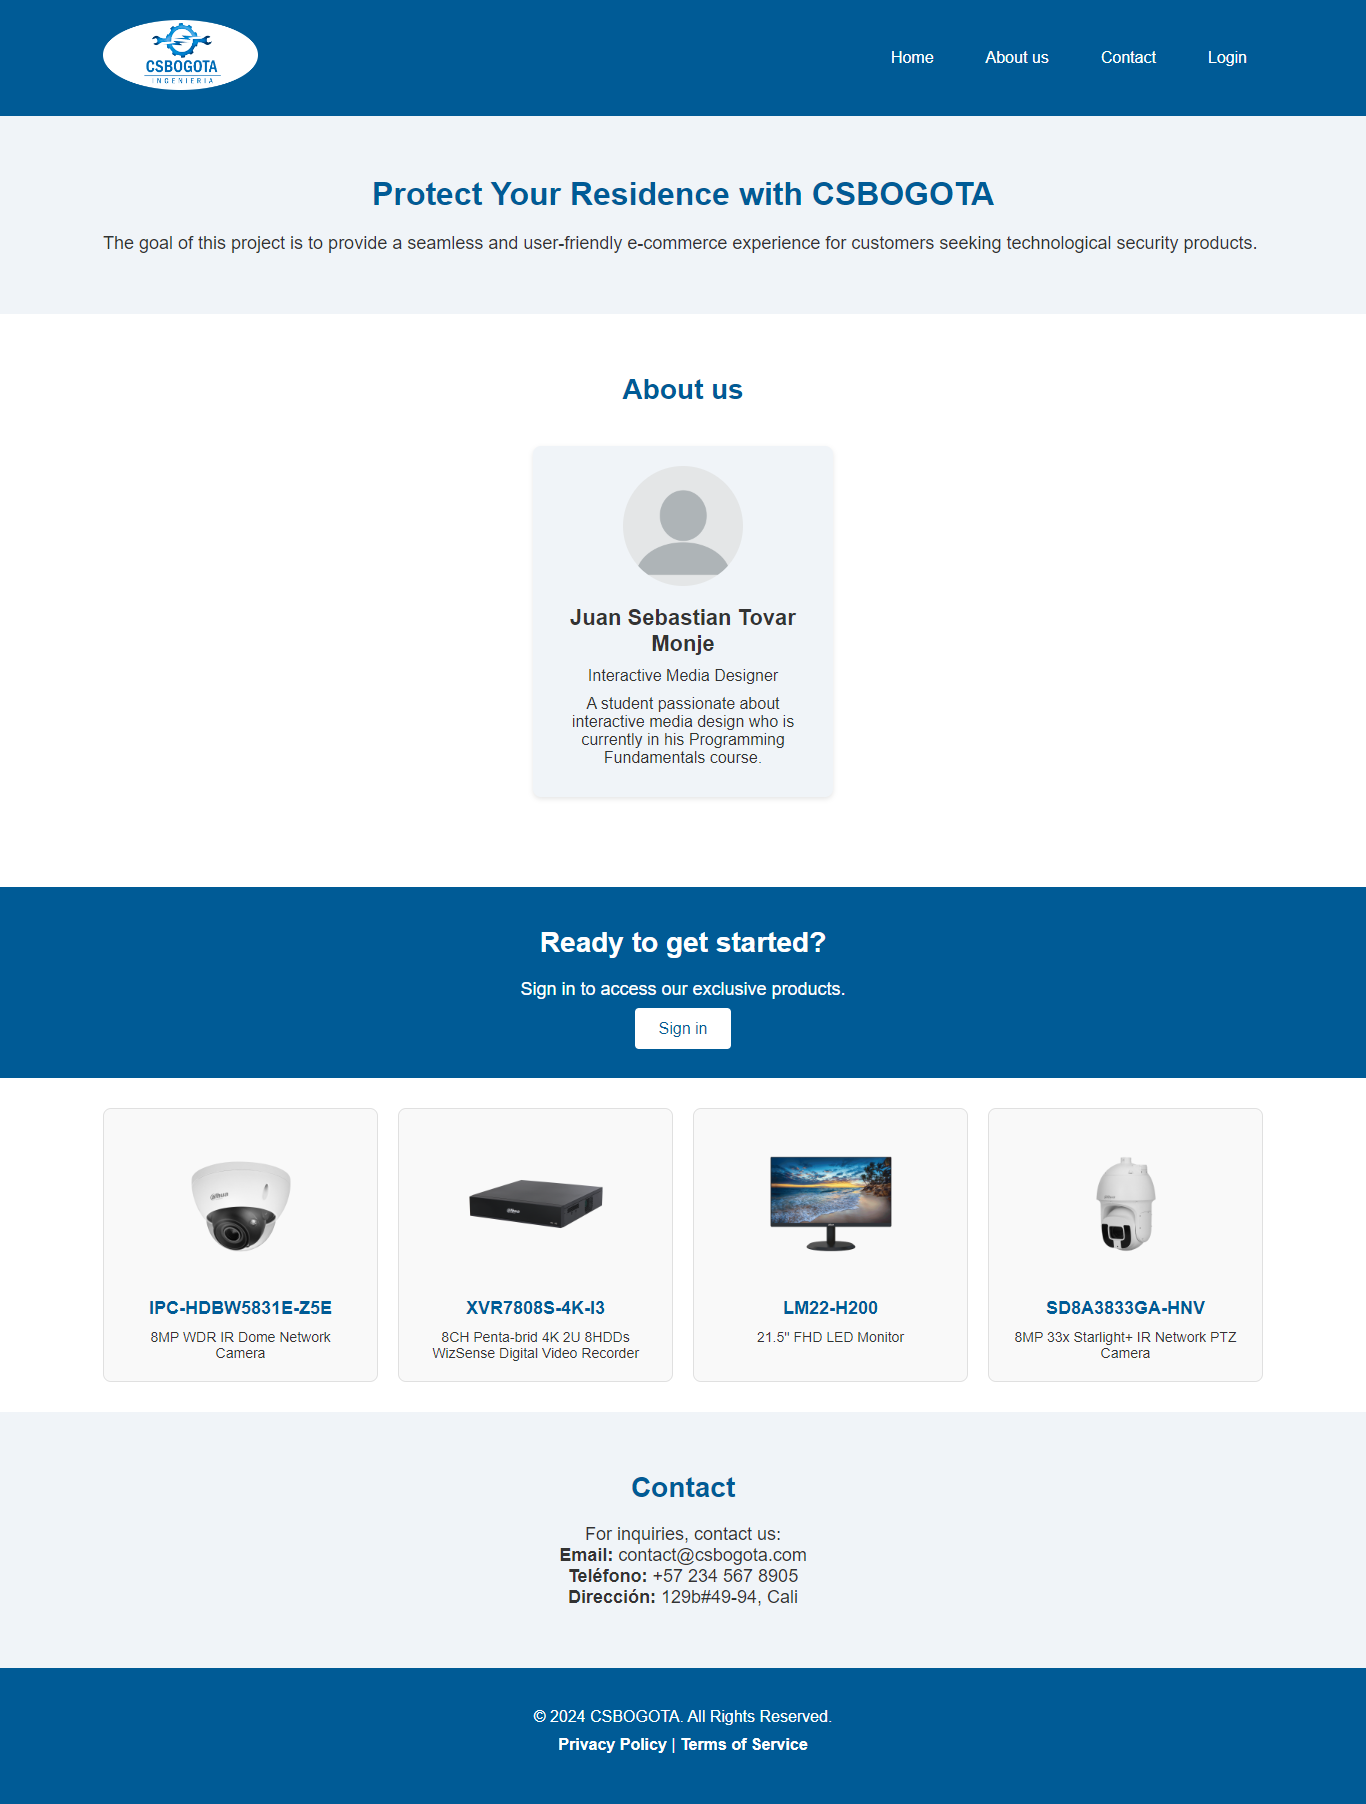 CSBOGOTA
INGENIERIA
Home
About us
Contact
Login
Protect Your Residence with CSBOGOTA
The goal of this project is to provide a seamless and user-friendly e-commerce experience for customers seeking technological security products.
About us
Juan Sebastian Tovar
Monje
Interactive Media Designer
A student passionate about
interactive media design who is
currently in his Programming
Fundamentals course.
Ready to get started?
Sign in to access our exclusive products.
Sign in
alhua
alhua
IPC-HDBW5831E-Z5E
8MP WDR IR Dome Network
Camera
XVR7808S-4K-I3
8CH Penta-brid 4K 2U 8HDDs
WizSense Digital Video Recorder
LM22-H200
21.5" FHD LED Monitor
SD8A3833GA-HNV
8MP 33x Starlight+ IR Network PTZ
Camera
Contact
For inquiries, contact us:
Email: contact@csbogota.com
Teléfono: +57 234 567 8905
Dirección: 129b#49-94, Cali
© 2024 CSBOGOTA. All Rights Reserved.
Privacy Policy | Terms of Service